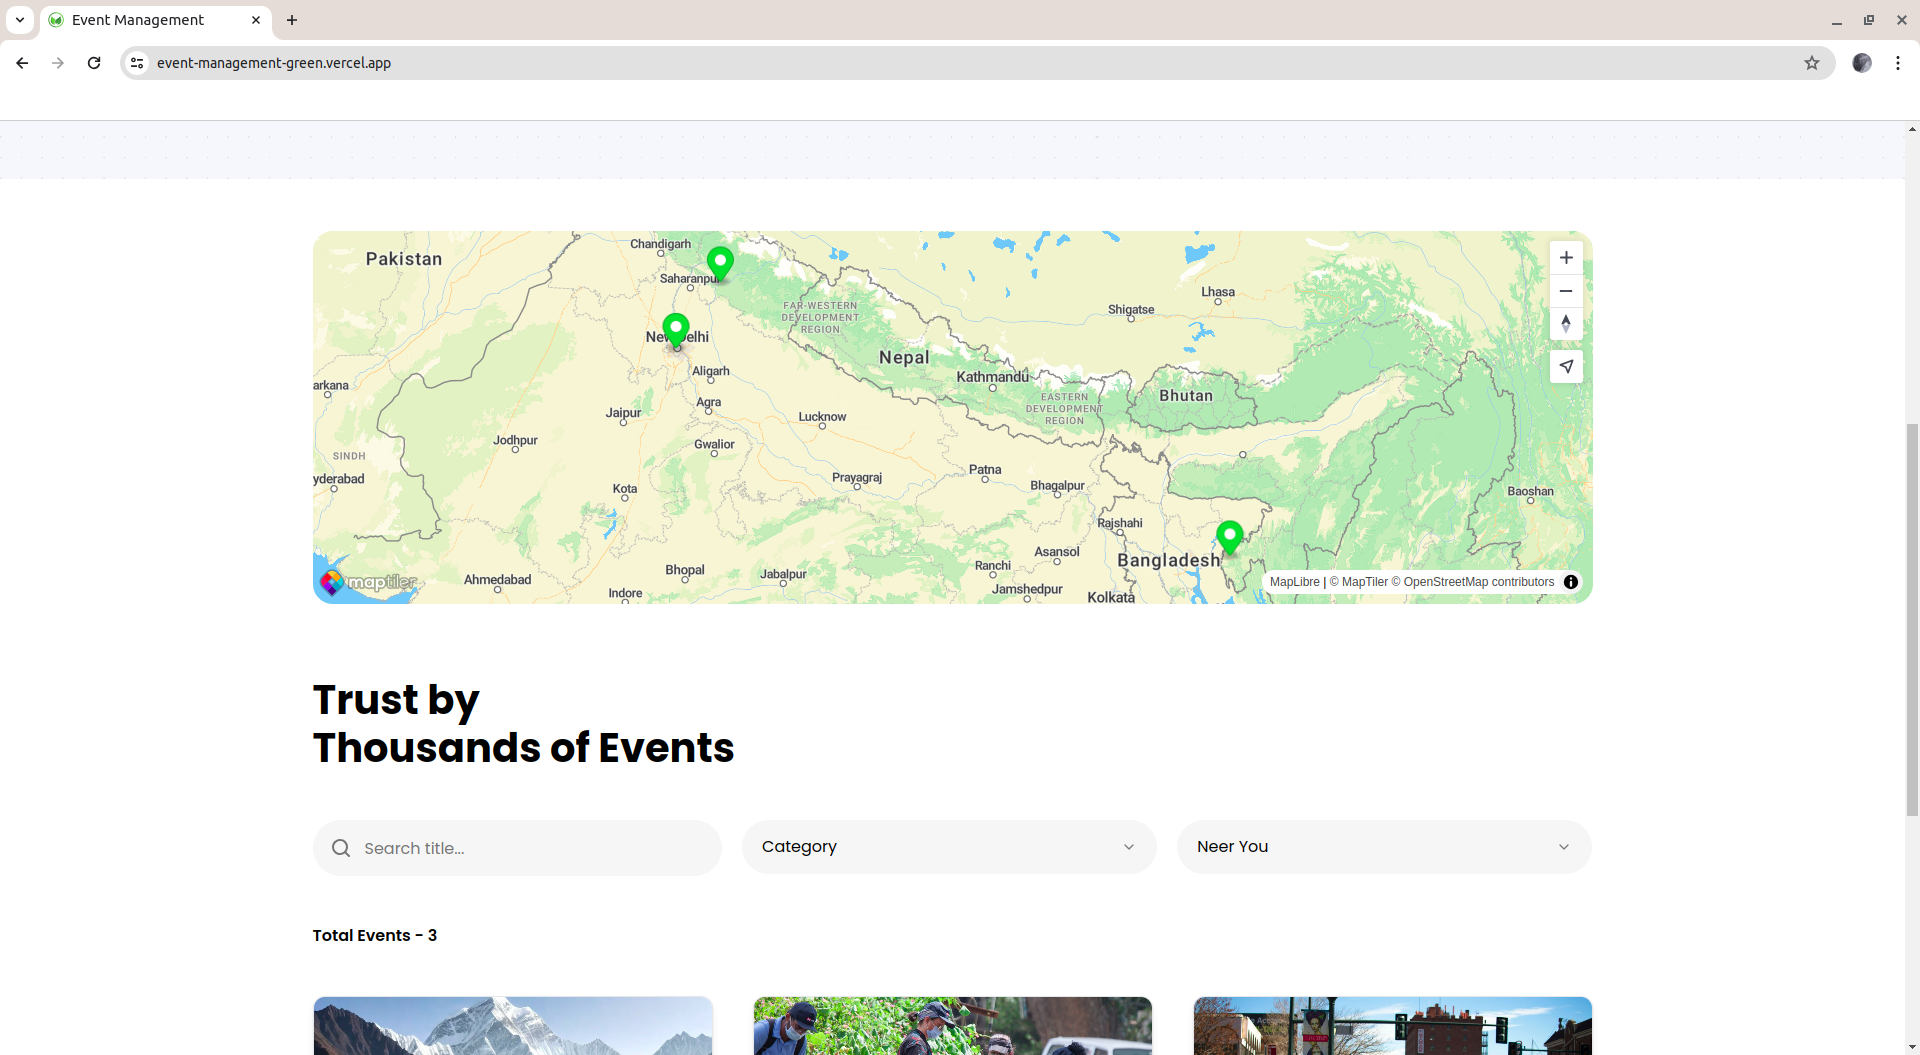 Event Management
event-management-green.vercel.app
Chandigarh
Pakistan
Saharanpur
Lhasa
FAR-WESTERN
DEVELOPMENT
REGION
Shigatse
New Delhi
Nepal
Aligarh
Kathmandu
arkana
Bhutan
EASTERN
DEVELOPMENT
REGION
Agra
Jaipur
Lucknow
Jodhpur
Gwalior
SINDH
Patna
yderabad
Prayagraj
Bhagalpur
Kota
Baoshan
Rajshahi
Asansol
Bangladesh
Ranchi
Bhopal
Jabalpur
Ahmedabad
maptiler
MapLibre | © MapTiler © OpenStreetMap contributors
Indore
Jamshedpur
Kolkata
Trust by
Thousands of Events
Search title...
Category
Neer You
Total Events - 3